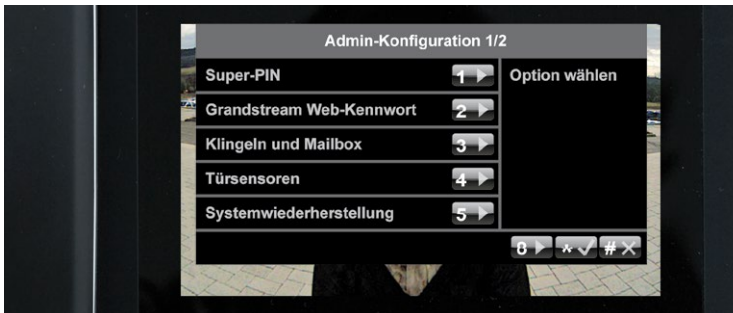 Admin-Konfiguration 1/2
Super-PIN 1 Option wählen
Grandstream Web-Kennwort 2
Klingeln und Mailbox 3
Türsensoren 4
Systemwiederherstellung 5
8 * #